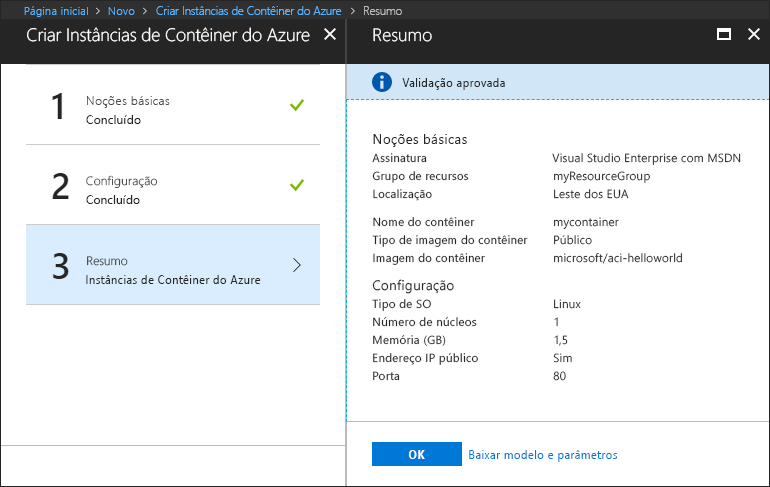 Página inicial > Novo > Criar Instâncias de Contêiner do Azure > Resumo
Criar Instâncias de Contêiner do Azure
1
Noções básicas
Concluído
2
Configuração
Concluído
3
Resumo
Instâncias de Contêiner do Azure
Resumo
Validação aprovada
Noções básicas
Assinatura Visual Studio Enterprise com MSDN
Grupo de recursos myResourceGroup
Localização Leste dos EUA
Nome do contêiner mycontainer
Tipo de imagem do contêiner Público
Imagem do contêiner microsoft/aci-helloworld
Configuração
Tipo de SO Linux
Número de núcleos 1
Memória (GB) 1,5
Endereço IP público Sim
Porta 80
OK Baixar modelo e parâmetros